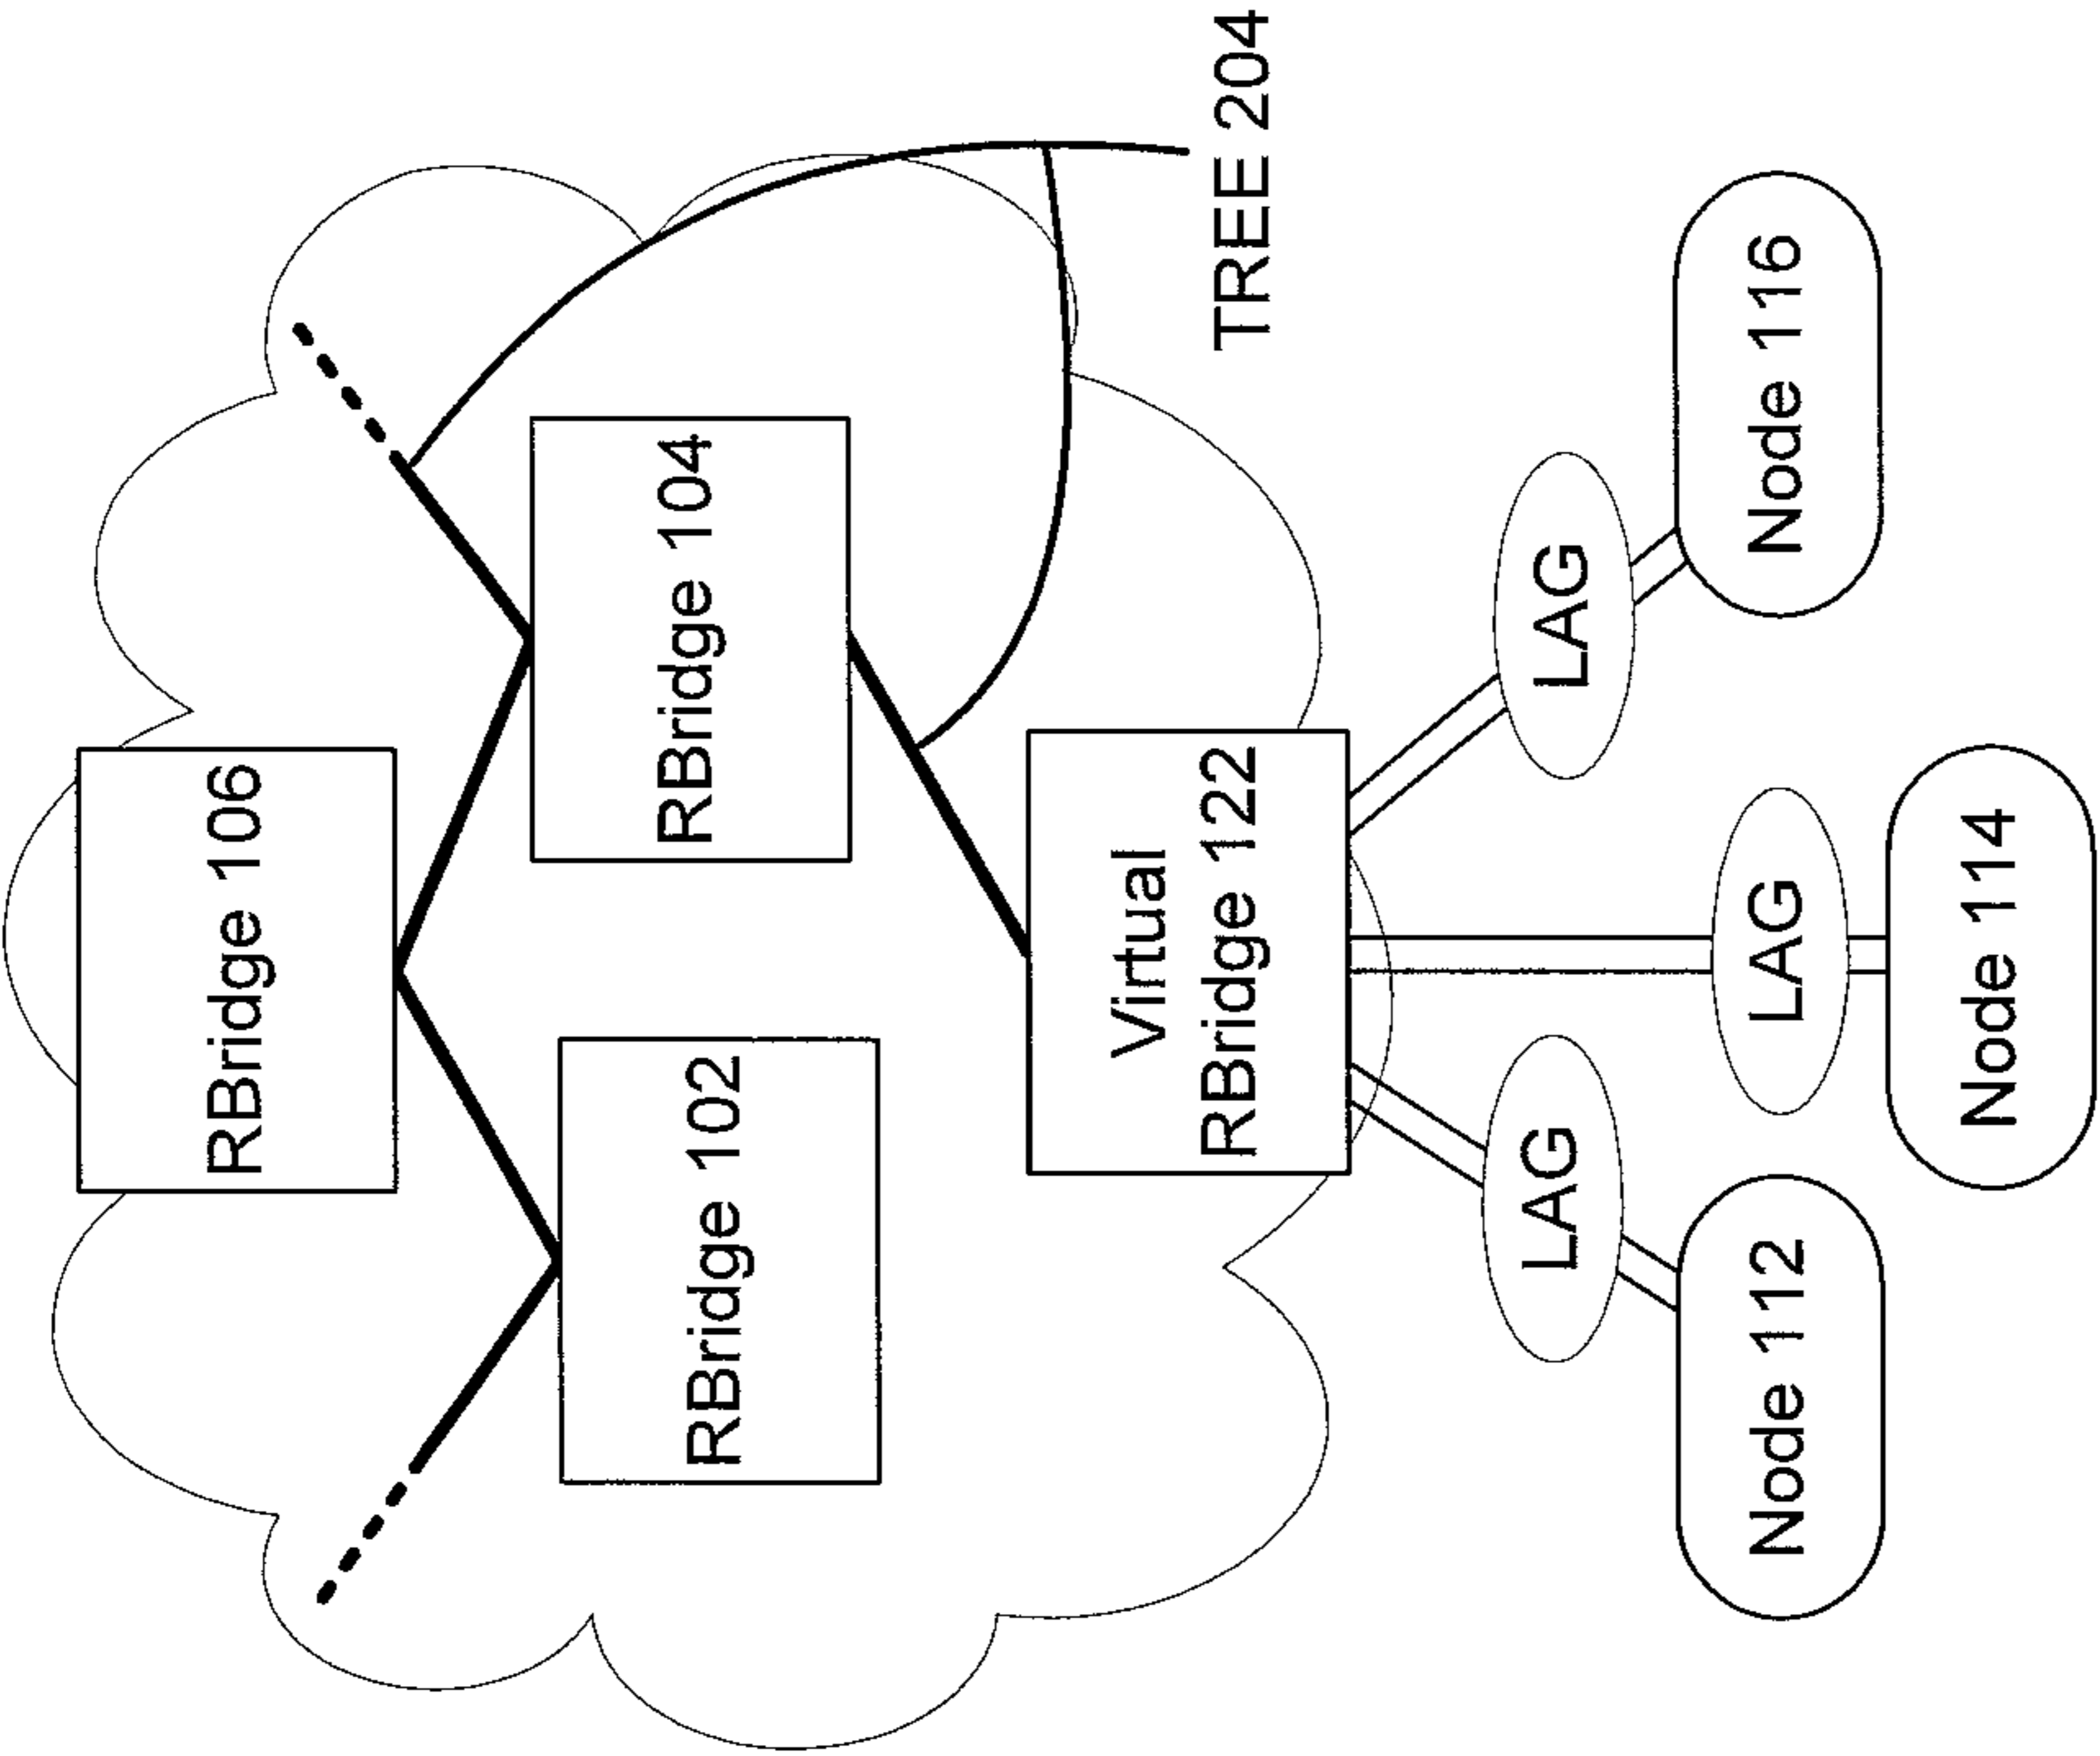 RBridge 106
RBridge 102
RBridge 104
Virtual
RBridge 122
TREE 204
LAG
LAG
LAG
Node 112
Node 114
Node 116